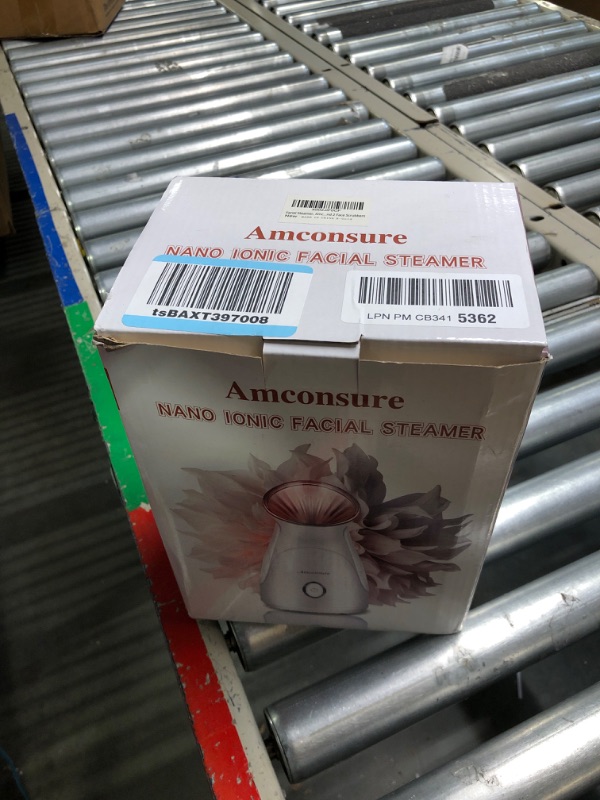 Amconsure
NANO IONIC FACIAL STEAMER
tsBAXT397008
LPN PM CB341 5362
Amconsure
NANO IONIC FACIAL STEAMER